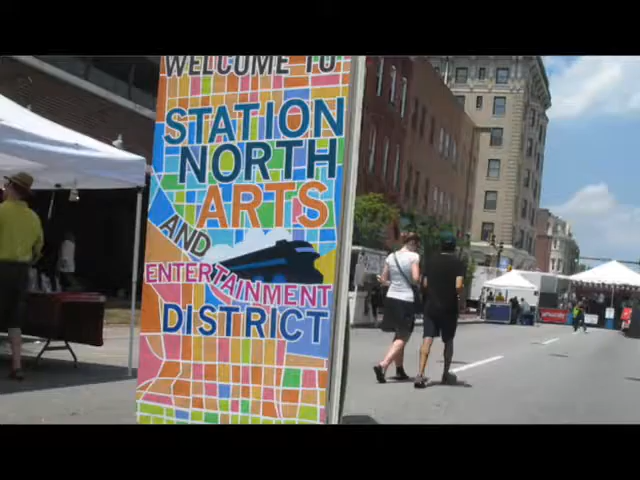 WELCOME TO
STATION
NORTH
ARTS
AND
ENTERTAINMENT
DISTRICT